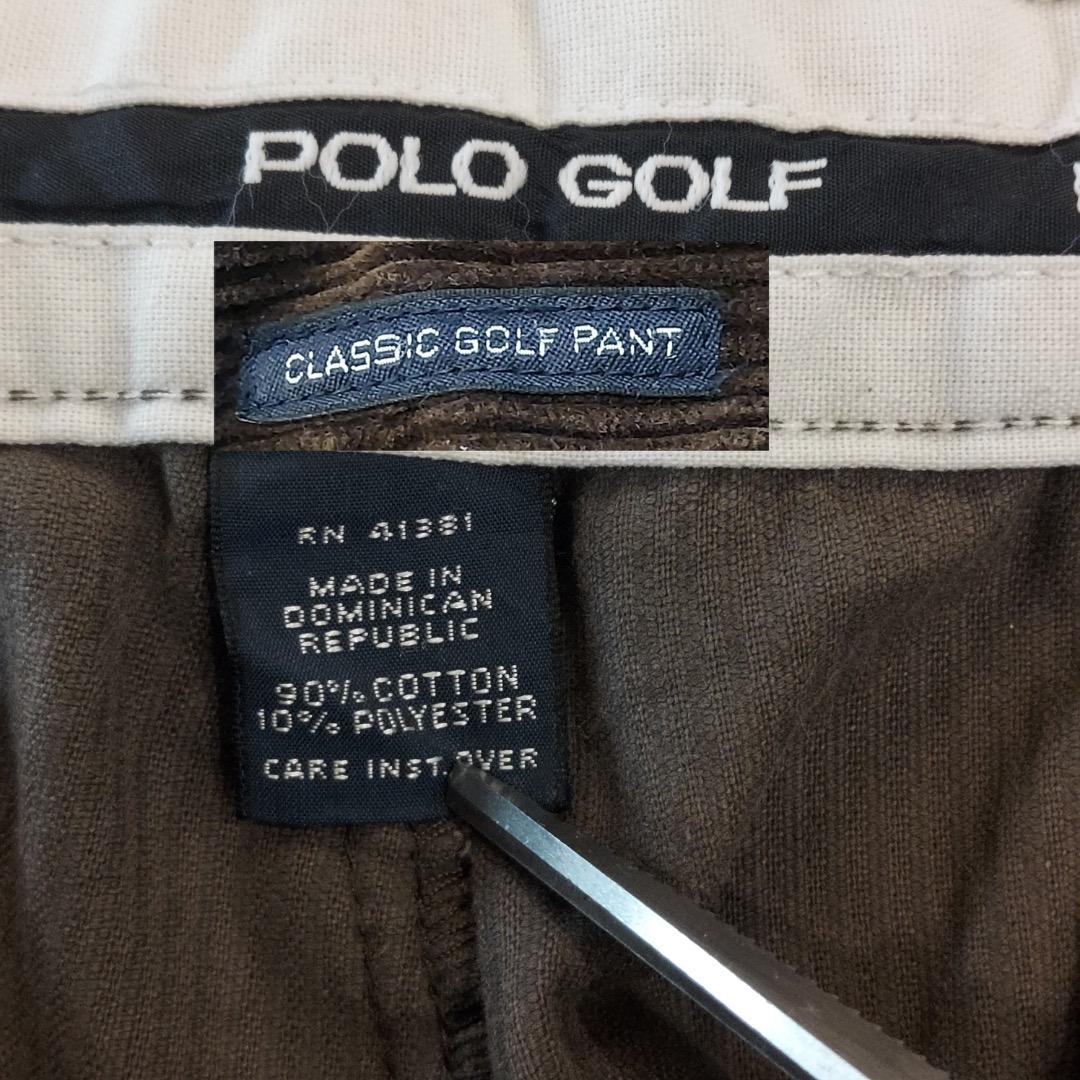 POLO GOLF
CLASSIC GOLF PANT
RN 41381
MADE IN
DOMINICAN
REPUBLIC
90% COTTON
10% POLYESTER
CARE INST. OVER